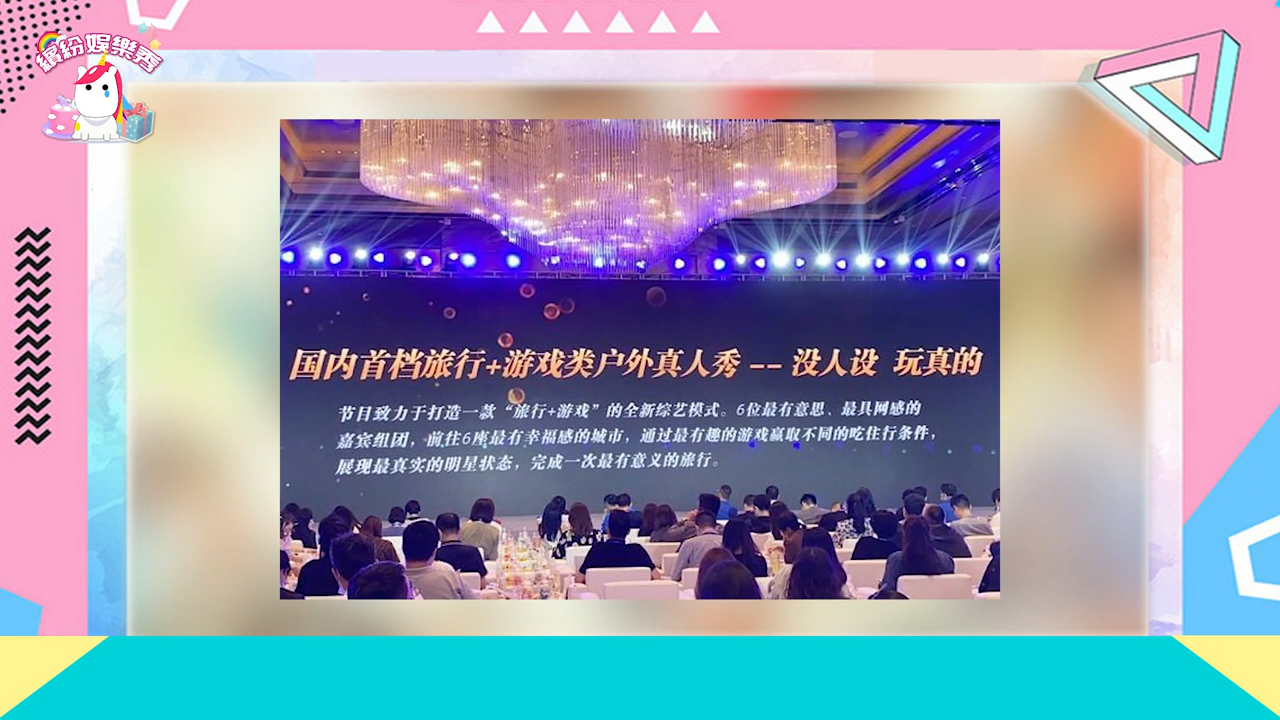 繽紛娛樂秀
国内首档旅行+游戏类户外真人秀 -- 没人设 玩真的
节目致力于打造一款“旅行+游戏”的全新综艺模式。6位最有意思、最具网感的
嘉宾组团，前往6座最有幸福感的城市，通过最有趣的游戏赢取不同的吃住行条件，
展现最真实的明星状态，完成一次最有意义的旅行。